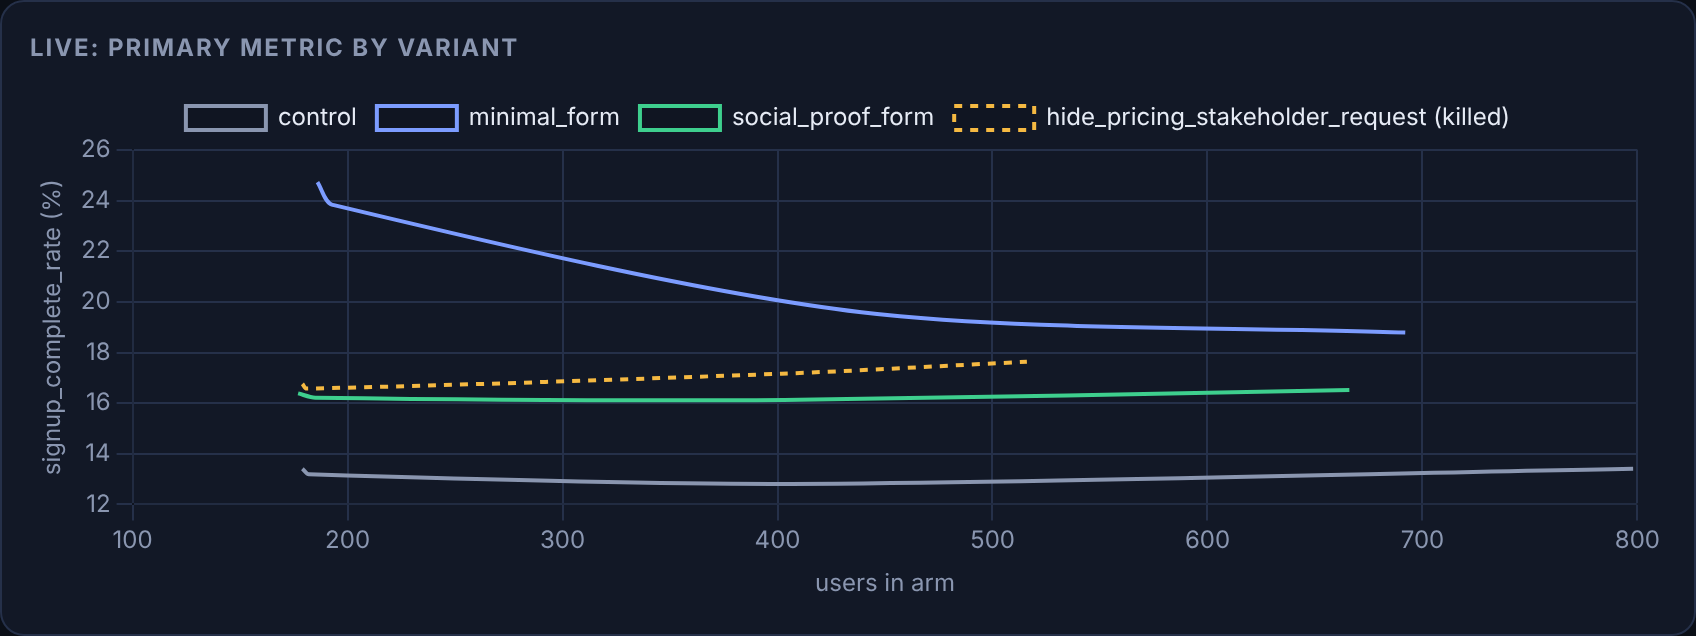 LIVE: PRIMARY METRIC BY VARIANT
control minimal_form social_proof_form hide_pricing_stakeholder_request (killed)
signup_complete_rate (%)
26
24
22
20
18
16
14
12
100 200 300 400 500 600 700 800
users in arm